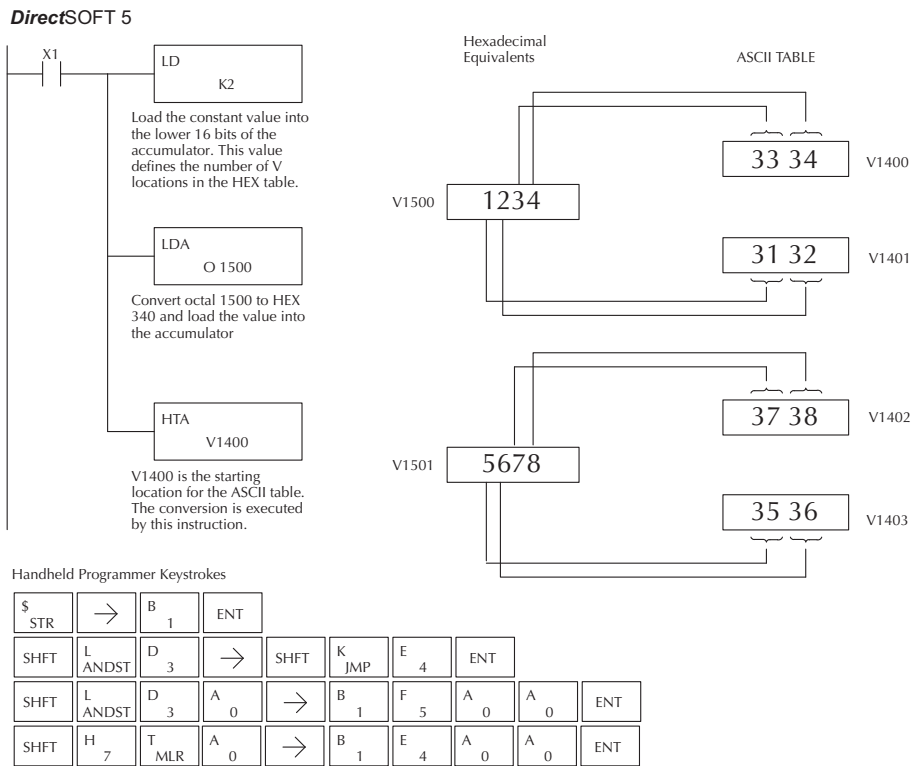 DirectSOFT 5
X1
LD
K2
Load the constant value into
the lower 16 bits of the
accumulator. This value
defines the number of V
locations in the HEX table.
LDA
O 1500
Convert octal 1500 to HEX
340 and load the value into
the accumulator
HTA
V1400
V1400 is the starting
location for the ASCII table.
The conversion is executed
by this instruction.
Hexadecimal
Equivalents
ASCII TABLE
33 34
V1400
V1500
1234
31 32
V1401
37 38
V1402
V1501
5678
35 36
V1403
Handheld Programmer Keystrokes
$ STR → B 1 ENT
SHFT L ANDST D 3 → SHFT K JMP E 4 ENT
SHFT L ANDST D 3 A 0 → B 1 F 5 A 0 A 0 ENT
SHFT H 7 T MLR A 0 → B 1 E 4 A 0 A 0 ENT